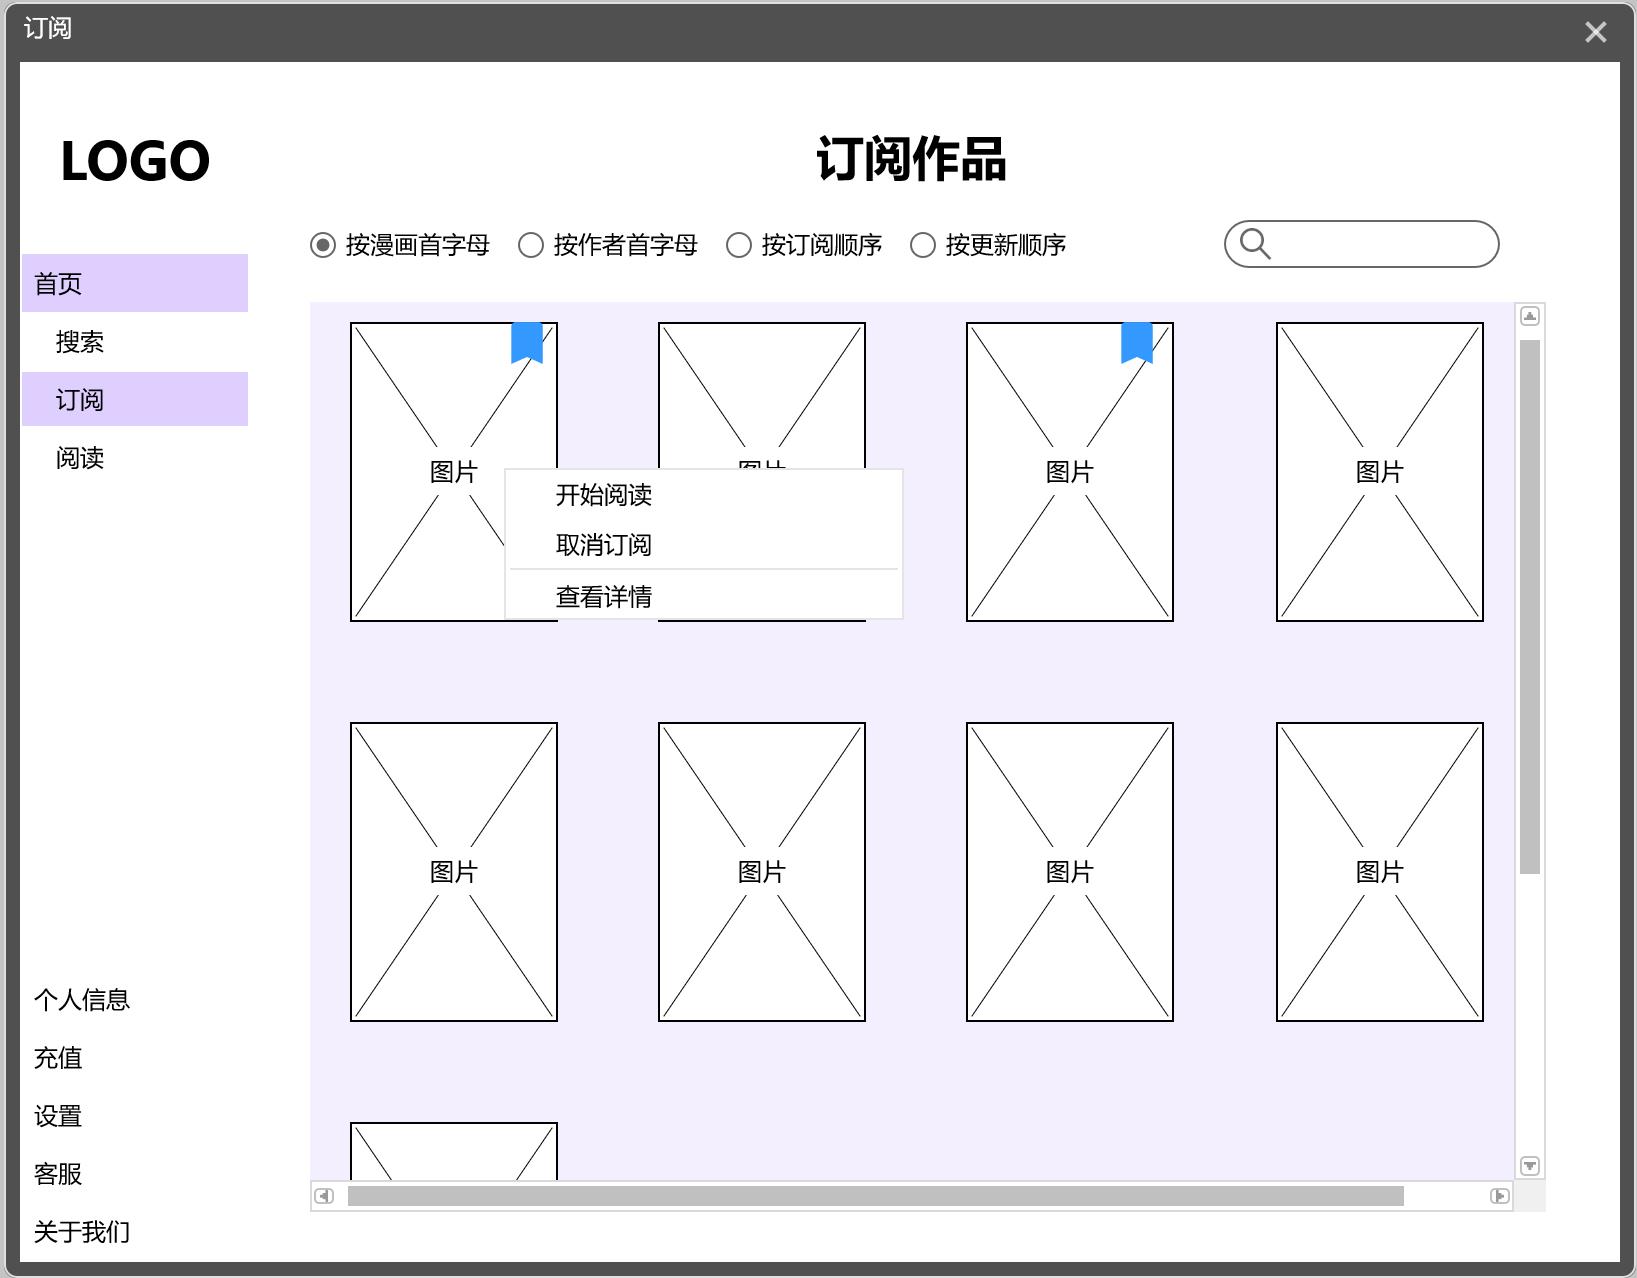 订阅
LOGO
订阅作品
按漫画首字母 按作者首字母 按订阅顺序 按更新顺序
首页
搜索
订阅
阅读
图片 图片 图片 图片
开始阅读
取消订阅
查看详情
图片 图片 图片 图片
个人信息
充值
设置
客服
关于我们